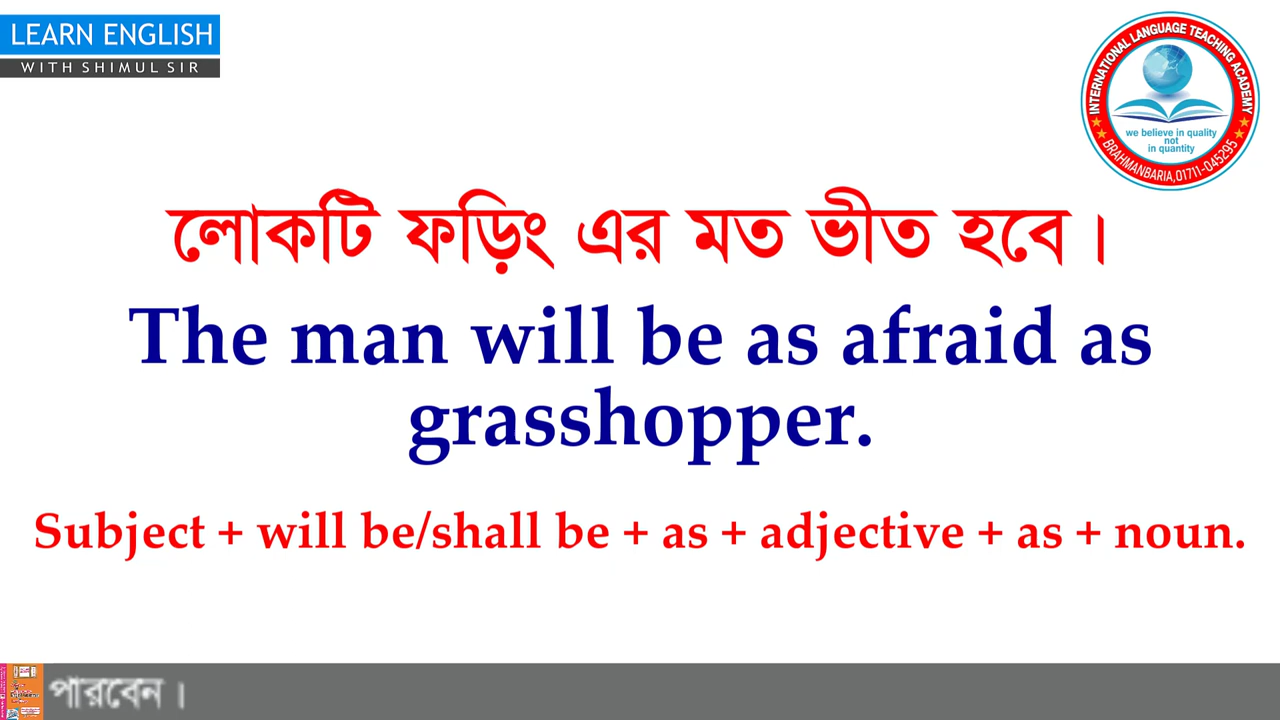 LEARN ENGLISH
WITH SHIMUL SIR
INTERNATIONAL LANGUAGE TEACHING ACADEMY
we believe in quality
not
in quantity
BRAHMANBARIA,01711-045295
লোকটি ফড়িং এর মত ভীত হবে।
The man will be as afraid as
grasshopper.
Subject + will be/shall be + as + adjective + as + noun.
পারবেন।